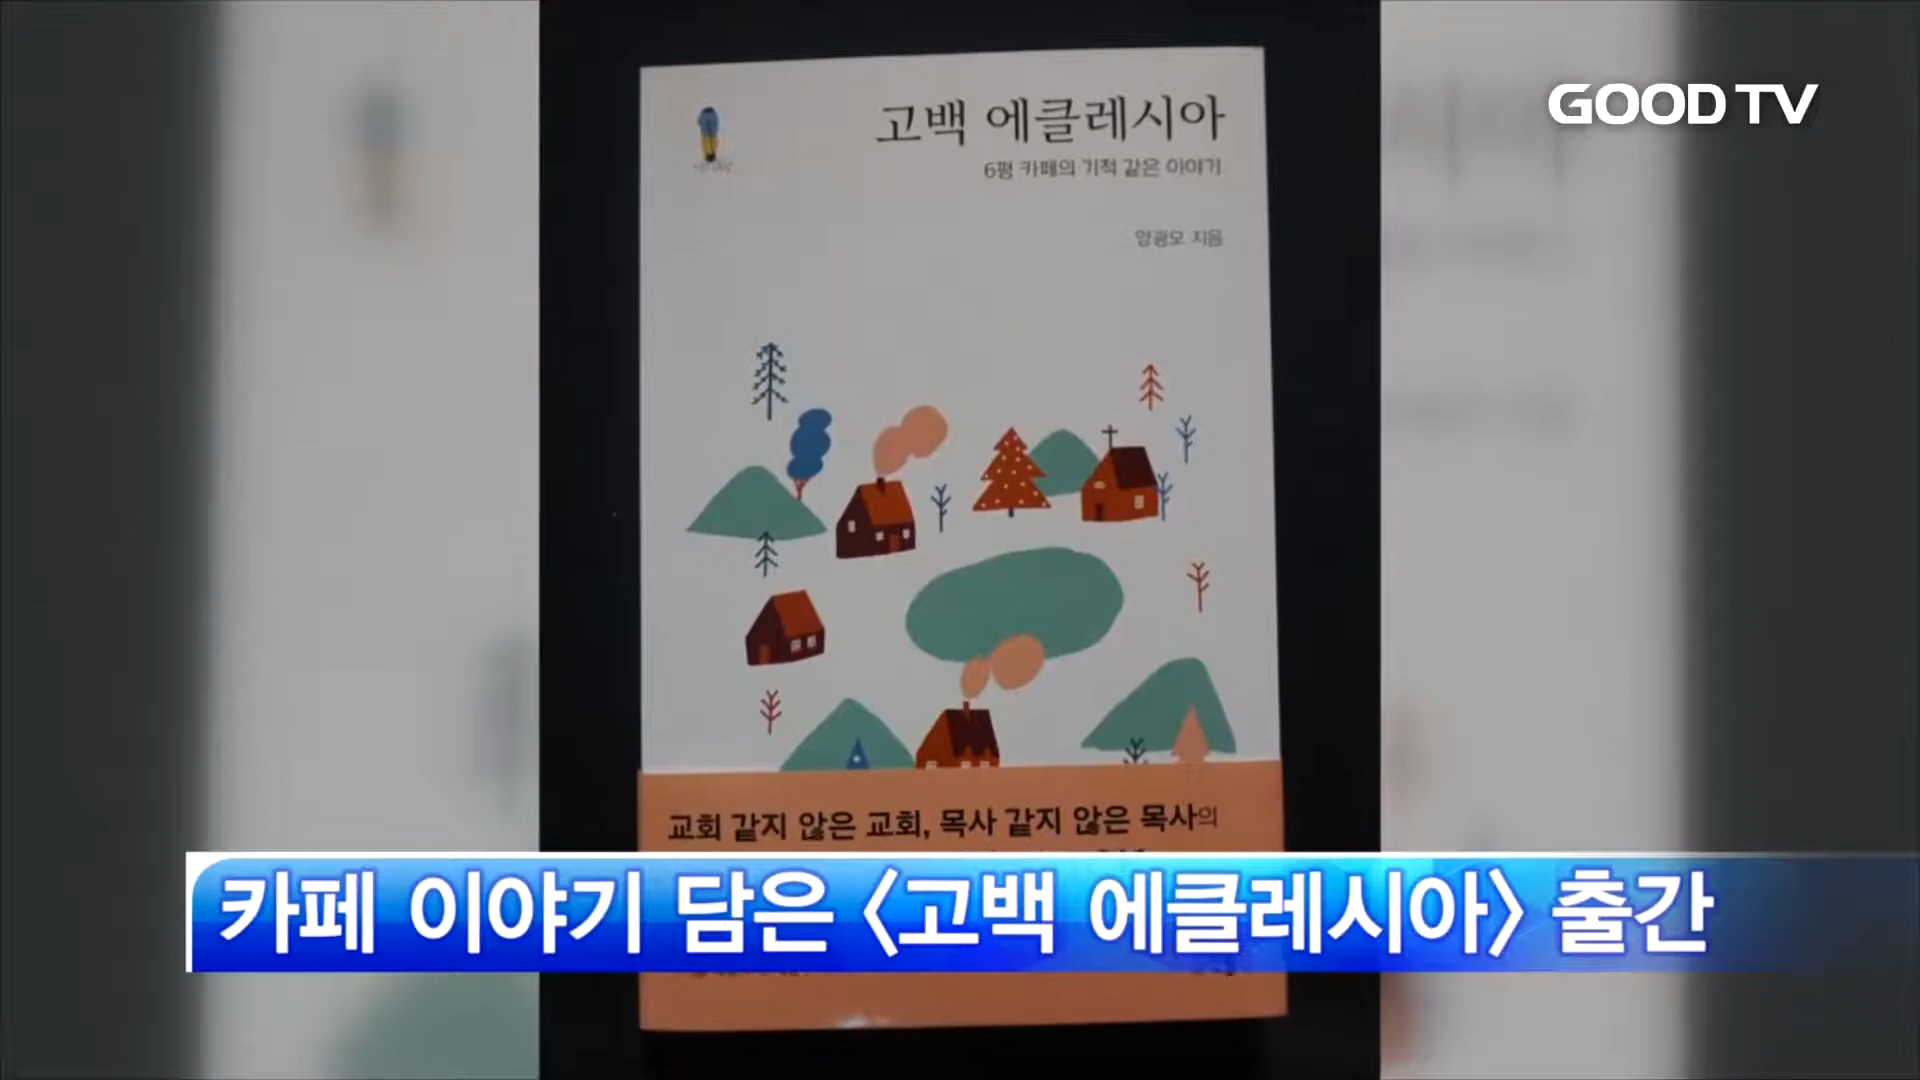 GOOD TV
고백 에클레시아
6평 카페의 기적 같은 이야기
양광모 지음
교회 같지 않은 교회, 목사 같지 않은 목사의
카페 이야기 담은 <고백 에클레시아> 출간